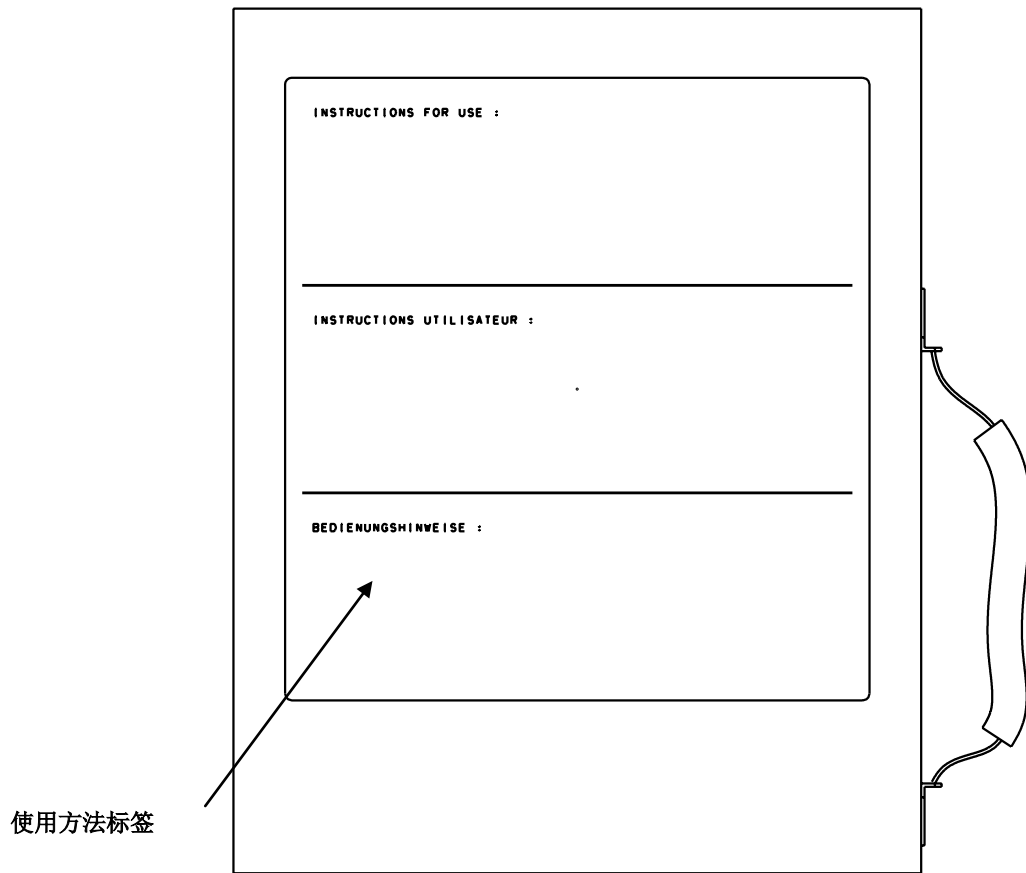 INSTRUCTIONS FOR USE :
INSTRUCTIONS UTILISATEUR :
BEDIENUNGSHINWEISE :
使用方法标签